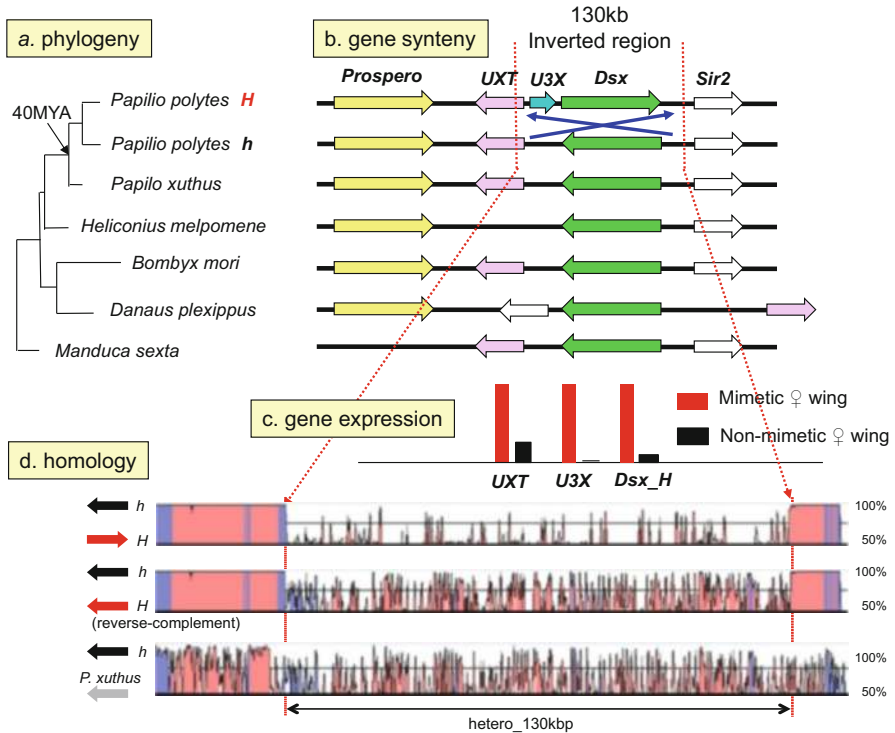 a. phylogeny
b. gene synteny
130kb
Inverted region
Prospero
UXT
U3X
Dsx
Sir2
40MYA
Papilio polytes H
Papilio polytes h
Papilo xuthus
Heliconius melpomene
Bombyx mori
Danaus plexippus
Manduca sexta
c. gene expression
Mimetic ♀ wing
Non-mimetic ♀ wing
UXT
U3X
Dsx_H
d. homology
h
100%
H
50%
h
100%
H
50%
(reverse-complement)
h
100%
P. xuthus
50%
hetero_130kbp